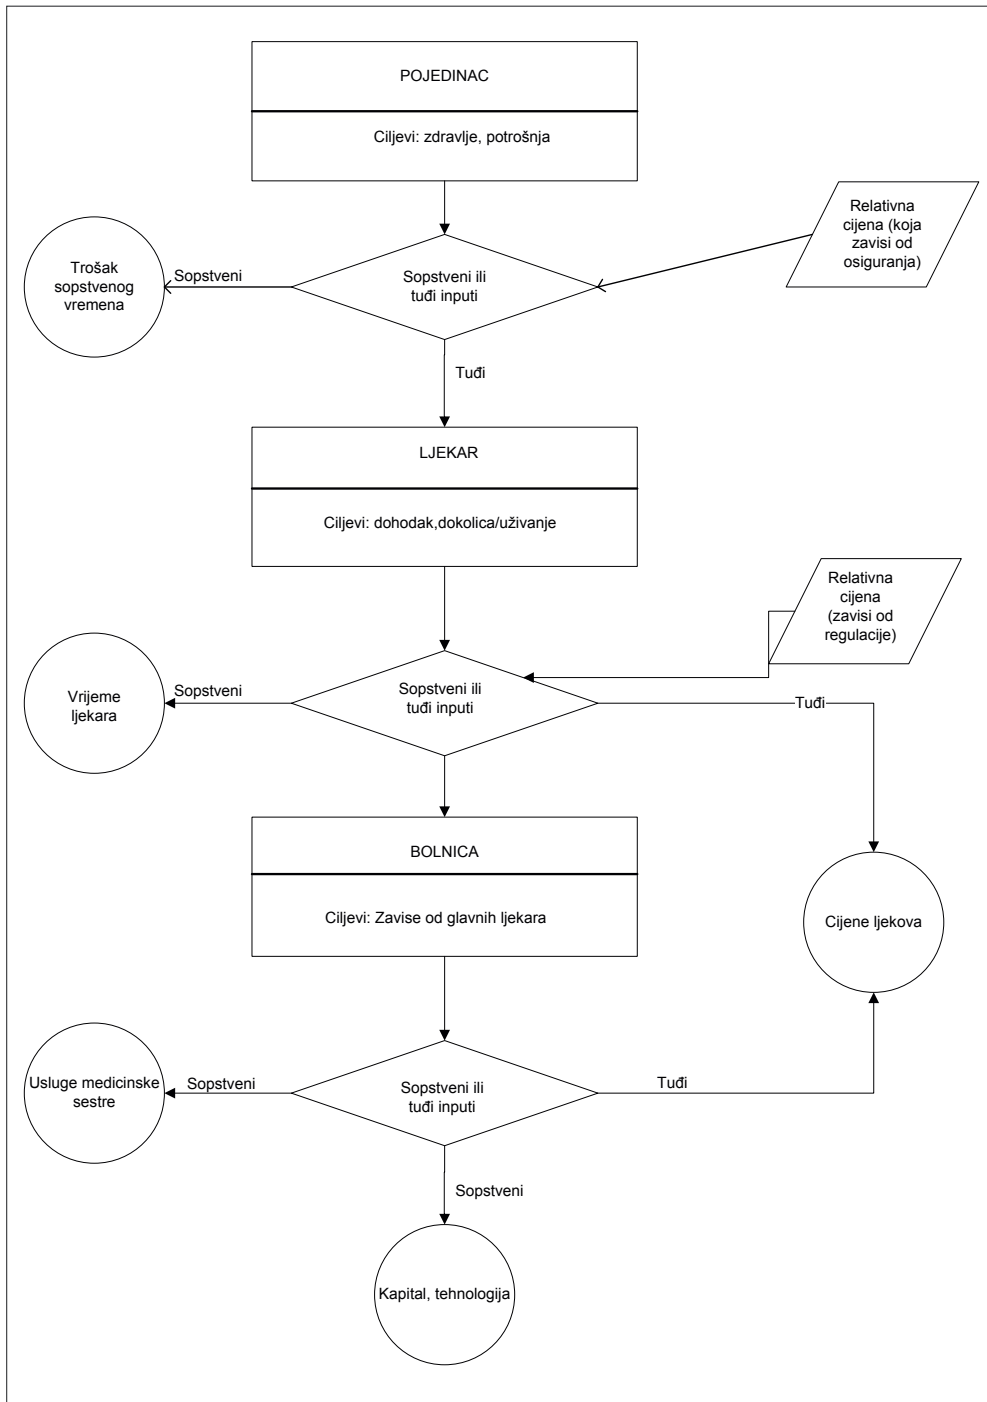 POJEDINAC
Ciljevi: zdravlje, potrošnja
Relativna
cijena (koja
zavisi od
osiguranja)
Trošak
sopstvenog
vremena
Sopstveni
Sopstveni ili
tuđi inputi
Tuđi
LJEKAR
Ciljevi: dohodak,dokolica/uživanje
Relativna
cijena
(zavisi od
regulacije)
Vrijeme
ljekara
Sopstveni
Sopstveni ili
tuđi inputi
Tuđi
BOLNICA
Ciljevi: Zavise od glavnih ljekara
Cijene ljekova
Usluge medicinske
sestre
Sopstveni
Sopstveni ili
tuđi inputi
Tuđi
Sopstveni
Kapital, tehnologija